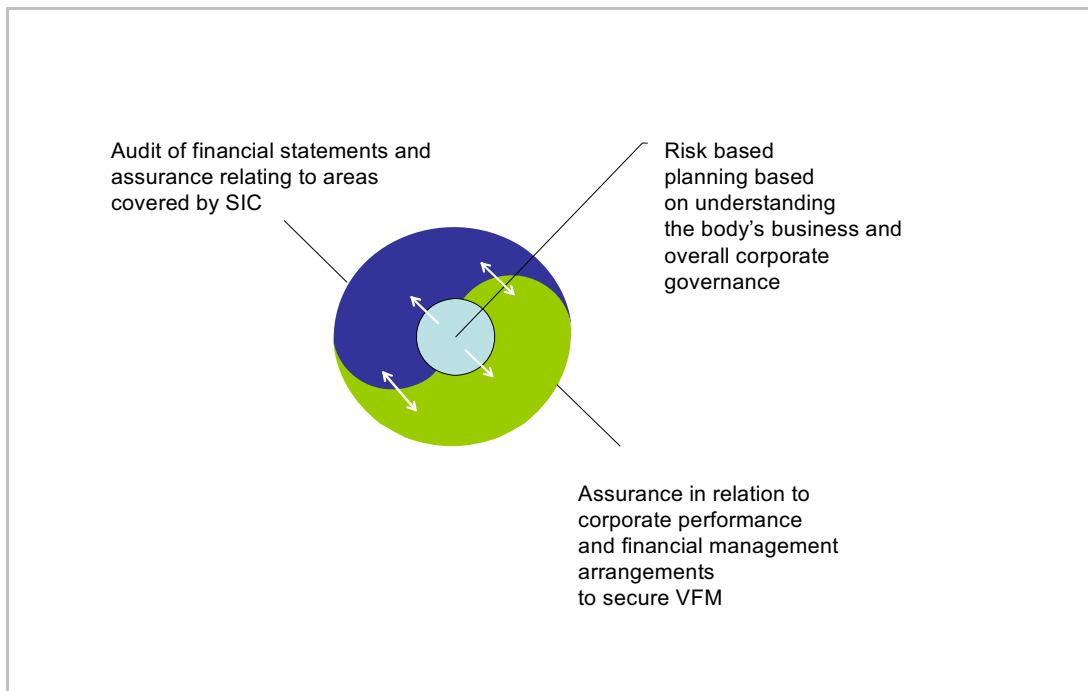 Audit of financial statements and
assurance relating to areas
covered by SIC
Risk based
planning based
on understanding
the body's business and
overall corporate
governance
Assurance in relation to
corporate performance
and financial management
arrangements
to secure VFM